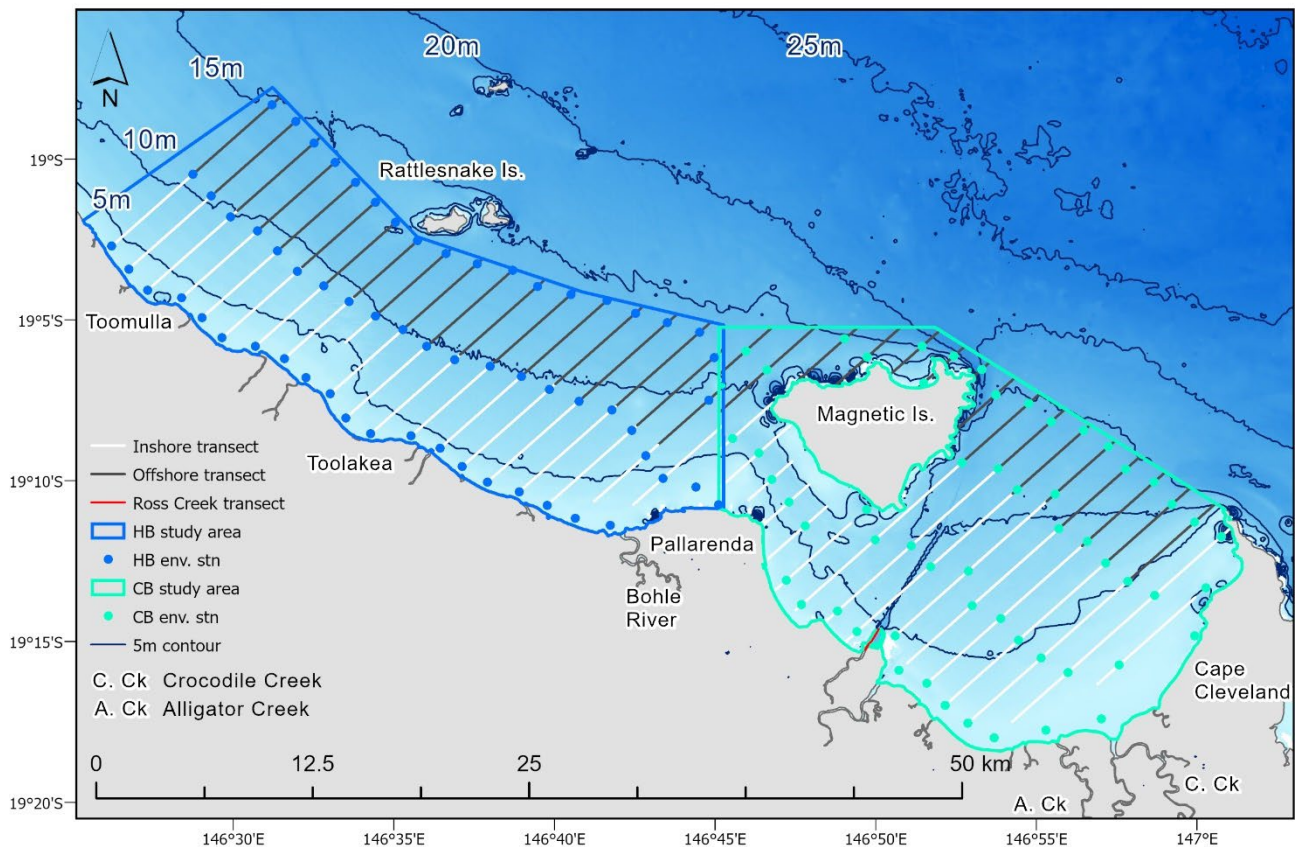 25m
20m
15m
N
10m
19°S
Rattlesnake Is.
5m
Toomulla
19°05'S
Magnetic Is.
Inshore transect
Toolakea
Offshore transect
19°10'S
Ross Creek transect
HB study area
Pallarenda
HB env. stn
Bohle
River
CB study area
CB env. stn
19°15'S
5m contour
Cape
Cleveland
C. Ck Crocodile Creek
A. Ck Alligator Creek
0 12.5 25 50 km
C. Ck
19°20'S
A. Ck
146°30'E 146°35'E 146°40'E 146°45'E 146°50'E 146°55'E 147°E